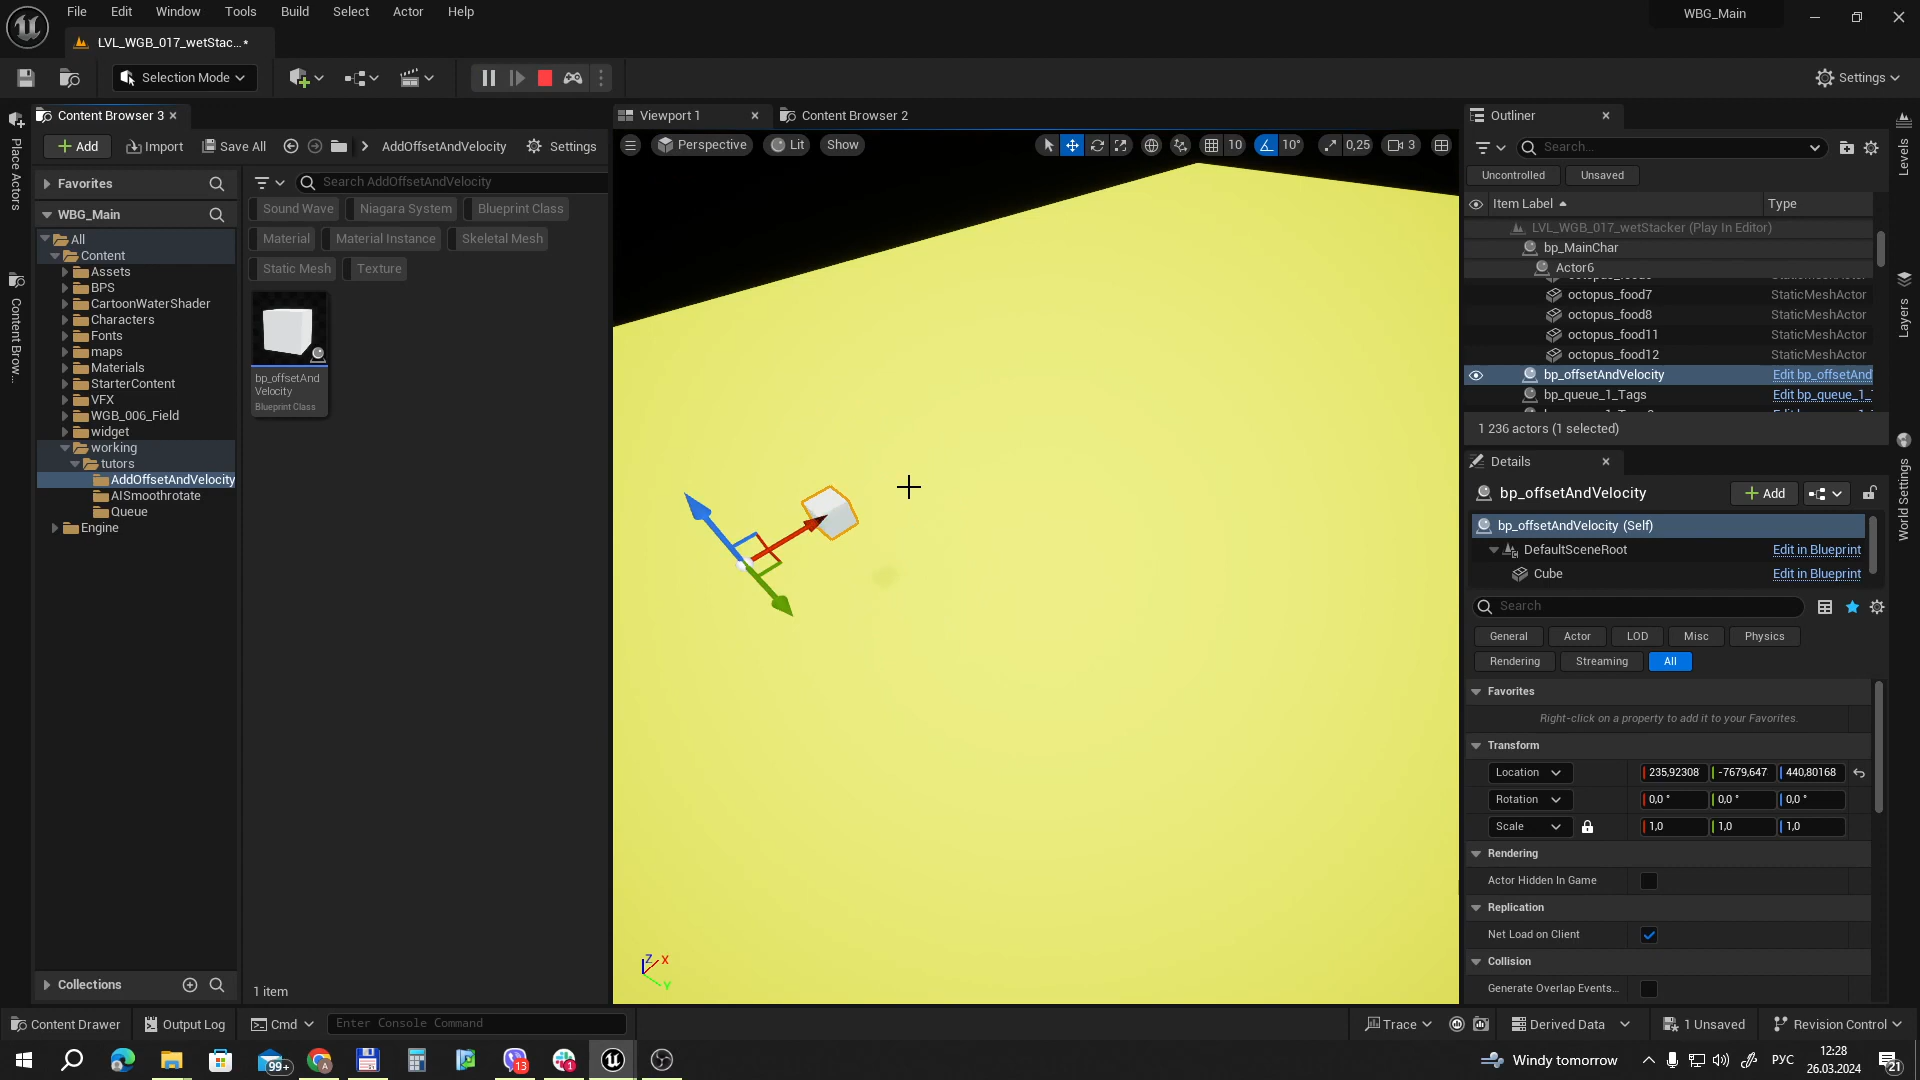 File Edit Window Tools Build Select Actor Help
WBG_Main
LVL_WGB_017_wetStac...*
Selection Mode
Settings
Content Browser 3
Viewport 1
Content Browser 2
Outliner
Place Actors
Content Brow...
Levels
Layers
World Settings
Add
Import
Save All
AddOffsetAndVelocity
Settings
Perspective
Lit
Show
10
10°
0,25
3
Search...
Favorites
Search AddOffsetAndVelocity
Uncontrolled
Unsaved
WBG_Main
Sound Wave
Niagara System
Blueprint Class
Item Label
Type
All
Content
Assets
BPS
CartoonWaterShader
Characters
Fonts
maps
Materials
StarterContent
VFX
WGB_006_Field
widget
working
tutors
AddOffsetAndVelocity
AISmoothrotate
Queue
Engine
Material
Material Instance
Skeletal Mesh
Static Mesh
Texture
bp_offsetAnd
Velocity
Blueprint Class
LVL_WGB_017_wetStacker (Play In Editor)
bp_MainChar
Actor6
octopus_food7 StaticMeshActor
octopus_food8 StaticMeshActor
octopus_food11 StaticMeshActor
octopus_food12 StaticMeshActor
bp_offsetAndVelocity Edit bp_offsetAnd
bp_queue_1_Tags Edit bp_queue_1_
1 236 actors (1 selected)
Details
bp_offsetAndVelocity
Add
bp_offsetAndVelocity (Self)
DefaultSceneRoot Edit in Blueprint
Cube Edit in Blueprint
Search
General
Actor
LOD
Misc
Physics
Rendering
Streaming
All
Favorites
Right-click on a property to add it to your Favorites.
Transform
Location 235,92308 -7679,647 440,80168
Rotation 0,0 ° 0,0 ° 0,0 °
Scale 1,0 1,0 1,0
Rendering
Actor Hidden In Game
Replication
Net Load on Client
Collision
Generate Overlap Events...
Z X
Y
Collections
1 item
Content Drawer
Output Log
Cmd
Enter Console Command
Trace
Derived Data
1 Unsaved
Revision Control
99+
13
1
Windy tomorrow
РУС
12:28
26.03.2024
21